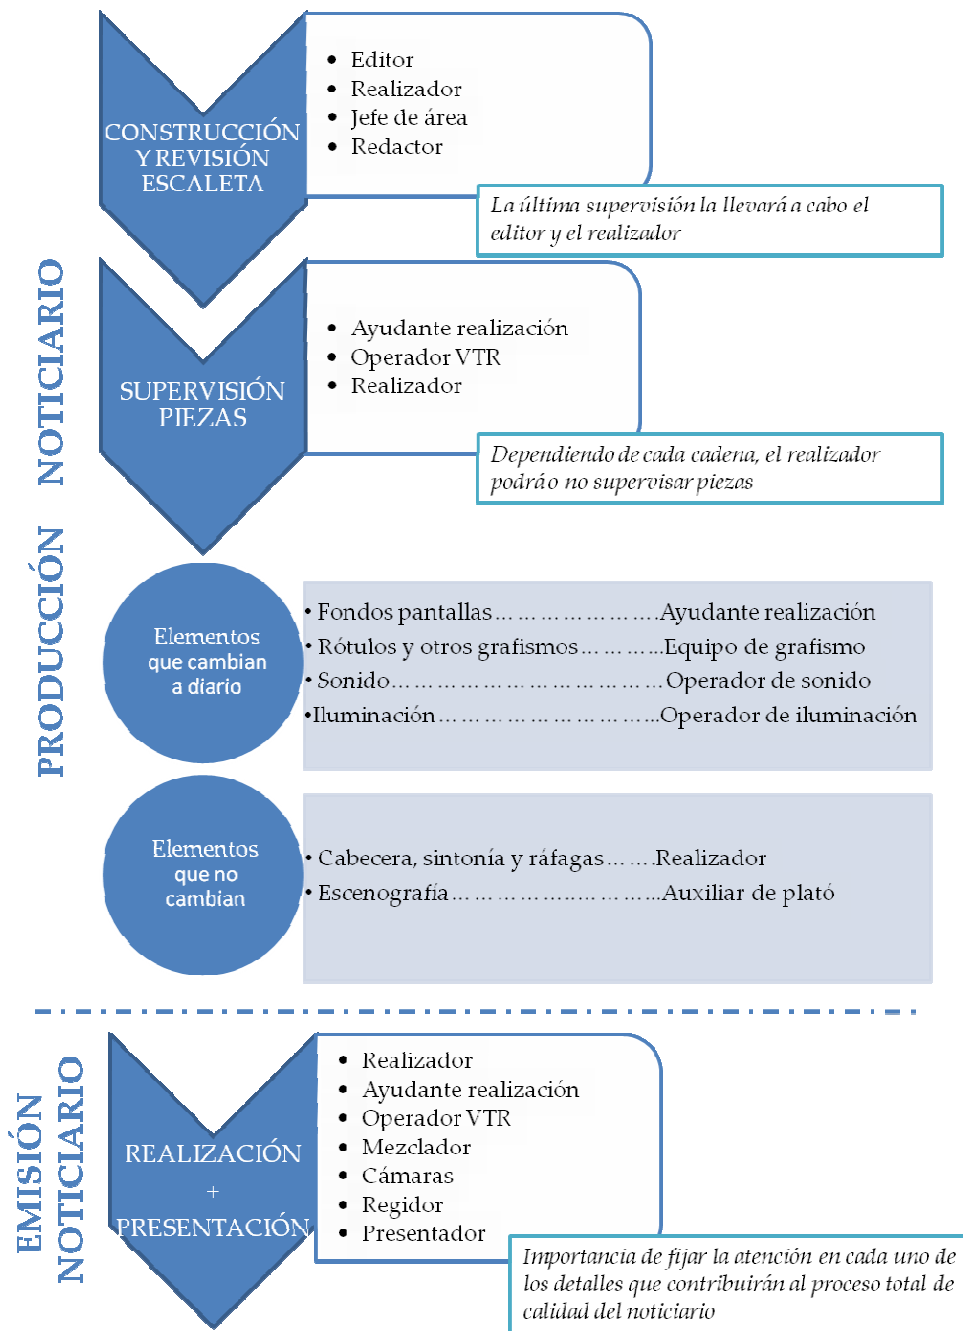 PRODUCCIÓN NOTICIARIO
CONSTRUCCIÓN
Y REVISIÓN
ESCALETA
• Editor
• Realizador
• Jefe de área
• Redactor
La última supervisión la llevará a cabo el
editor y el realizador
SUPERVISIÓN
PIEZAS
• Ayudante realización
• Operador VTR
• Realizador
Dependiendo de cada cadena, el realizador
podrá o no supervisar piezas
Elementos
que cambian
a diario
• Fondos pantallas……………………Ayudante realización
• Rótulos y otros grafismos………...Equipo de grafismo
• Sonido………………………………Operador de sonido
•Iluminación………………………...Operador de iluminación
Elementos
que no
cambian
• Cabecera, sintonía y ráfagas…….Realizador
• Escenografía……………..………...Auxiliar de plató
EMISIÓN
NOTICIARIO
REALIZACIÓN
+
PRESENTACIÓN
• Realizador
• Ayudante realización
• Operador VTR
• Mezclador
• Cámaras
• Regidor
• Presentador
Importancia de fijar la atención en cada uno de
los detalles que contribuirán al proceso total de
calidad del noticiario